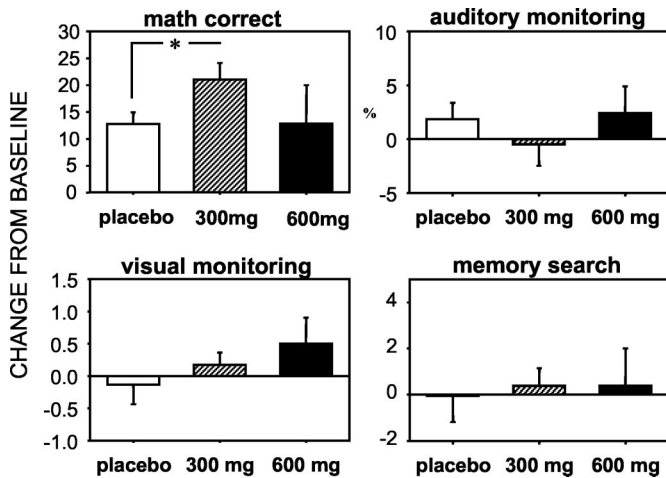 math correct
auditory monitoring
CHANGE FROM BASELINE
30
25
20
15
10
5
0
*
placebo 300mg 600mg
10
5
%
0
-5
placebo 300 mg 600 mg
visual monitoring
1.5
1.0
0.5
0.0
-0.5
-1.0
placebo 300 mg 600 mg
memory search
4
2
0
-2
placebo 300 mg 600 mg